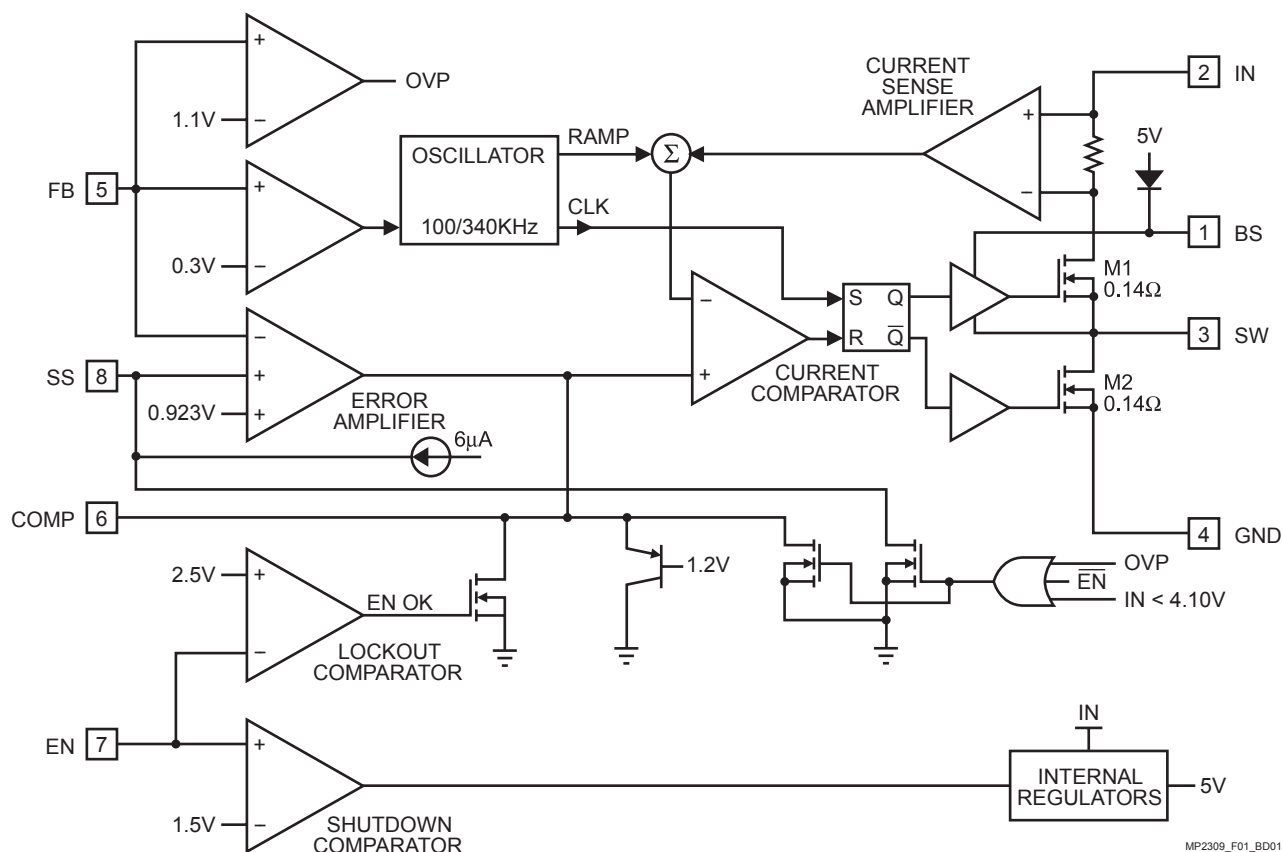 +
OVP
1.1V
−
FB
5
+
0.3V
−
OSCILLATOR
100/340KHz
RAMP
CLK
Σ
CURRENT
SENSE
AMPLIFIER
+
−
2
IN
5V
1
BS
M1
0.14Ω
3
SW
M2
0.14Ω
4
GND
−
+
S
Q
R
Q̅
CURRENT
COMPARATOR
−
SS
8
+
0.923V
+
ERROR
AMPLIFIER
6μA
COMP
6
2.5V
+
−
EN OK
LOCKOUT
COMPARATOR
1.2V
OVP
E̅N̅
IN < 4.10V
EN
7
+
1.5V
−
SHUTDOWN
COMPARATOR
IN
INTERNAL
REGULATORS
5V
MP2309_F01_BD01